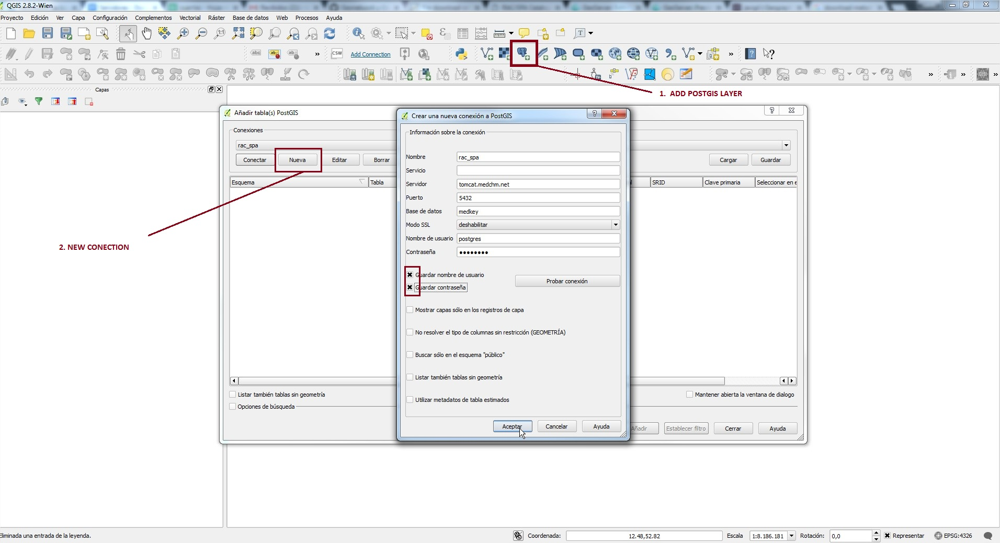 QGIS 2.8.2-Wien
Proyecto Edición Ver Capa Configuración Complementos Vectorial Ráster Base de datos Web Procesos Ayuda
1:1
T
abc abc abc » CSW Add Connection » ? ?
» » »
Capas
1. ADD POSTGIS LAYER
Añadir tabla(s) PostGIS
Crear una nueva conexión a PostGIS
Conexiones
Información sobre la conexión
rac_spa
Conectar Nueva Editar Borrar
Cargar Guardar
Nombre rac_spa
Servicio
Esquema Tabla
SRID Clave primaria Seleccionar en e
Servidor tomcat.medchm.net
Puerto 5432
Base de datos medkey
Modo SSL deshabilitar
Nombre de usuario postgres
Contraseña ●●●●●●●●
2. NEW CONECTION
Guardar nombre de usuario
Probar conexión
Guardar contraseña
Mostrar capas sólo en los registros de capa
No resolver el tipo de columnas sin restricción (GEOMETRÍA)
Buscar sólo en el esquema "público"
Listar también tablas sin geometría
Listar también tablas sin geometría
Mantener abierta la ventana de dialogo
Utilizar metadatos de tabla estimados
Opciones de búsqueda
Aceptar Cancelar Ayuda
Añadir Establecer filtro Cerrar Ayuda
Eliminada una entrada de la leyenda.
Coordenada: 12.48,52.82 Escala 1:8.186.181 Rotación: 0,0 Representar EPSG:4326